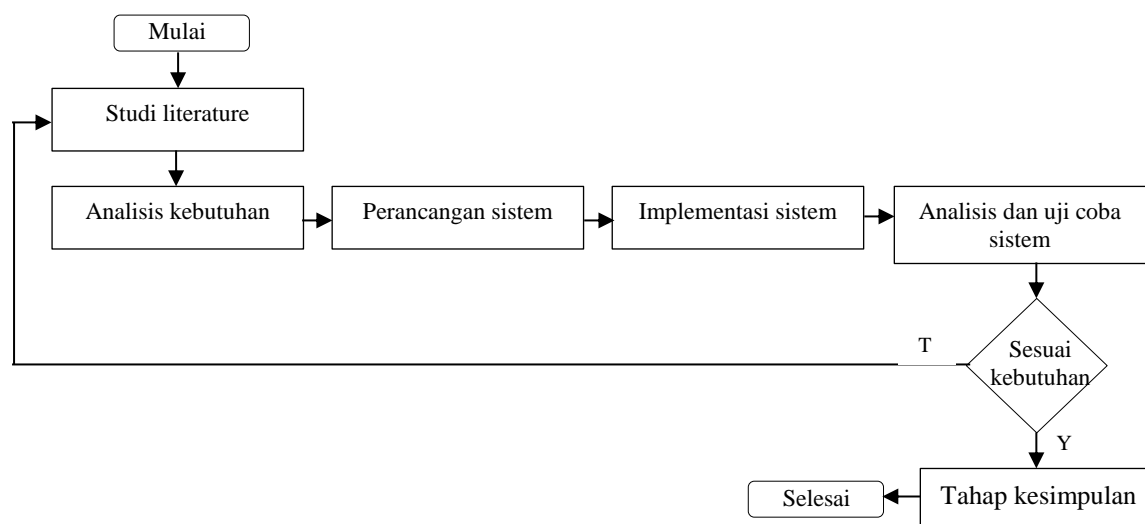 Mulai
Studi literature
Analisis kebutuhan
Perancangan sistem
Implementasi sistem
Analisis dan uji coba
sistem
T
Sesuai
kebutuhan
Y
Selesai
Tahap kesimpulan